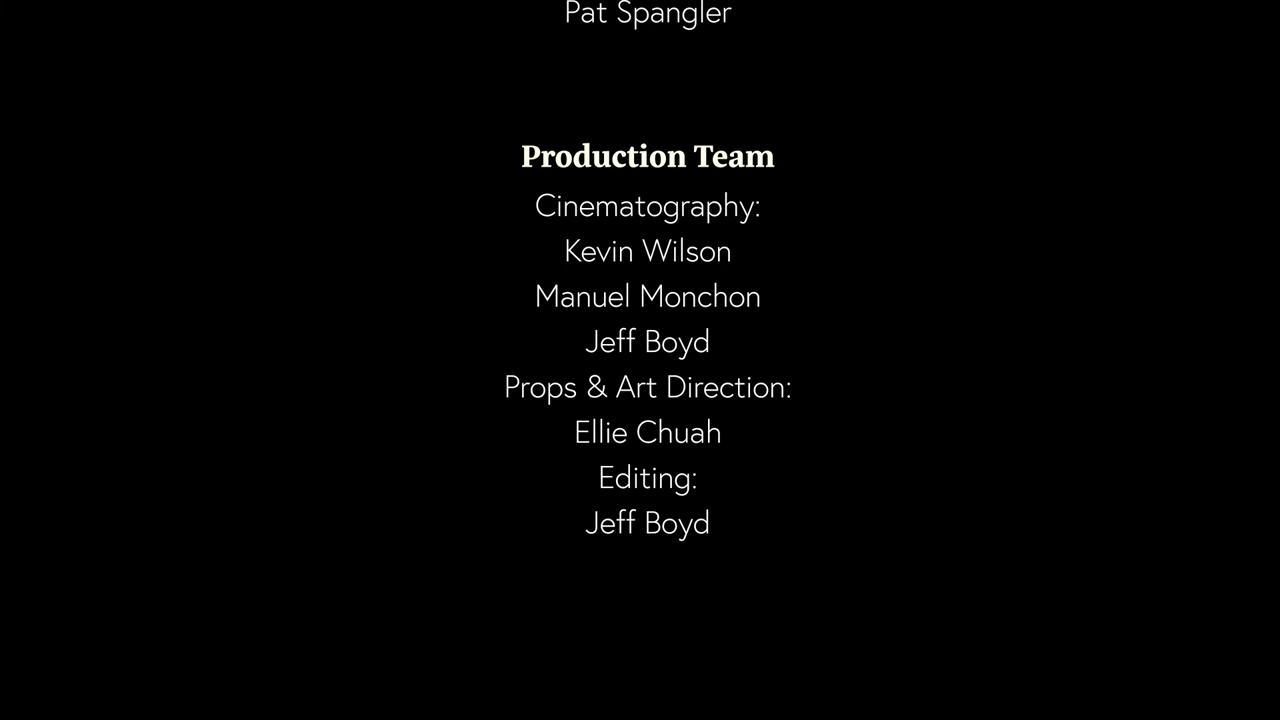 Pat Spangler
Production Team
Cinematography:
Kevin Wilson
Manuel Monchon
Jeff Boyd
Props & Art Direction:
Ellie Chuah
Editing:
Jeff Boyd